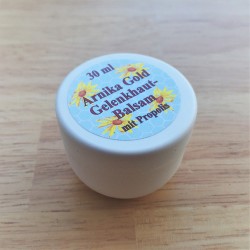 30 ml
Arnika Gold
Gelenkhaut-
Balsam
mit Propolis